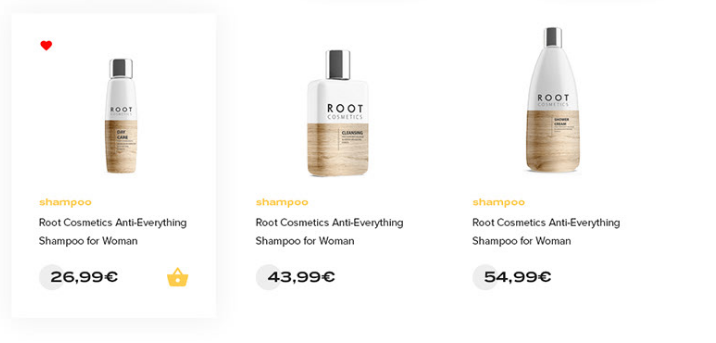 ROOT
COSMETICS
DAY
CARE
ROOT
COSMETICS
CLEANSING
ROOT
COSMETICS
SHOWER
CREAM
shampoo
Root Cosmetics Anti-Everything
Shampoo for Woman
26,99€
shampoo
Root Cosmetics Anti-Everything
Shampoo for Woman
43,99€
shampoo
Root Cosmetics Anti-Everything
Shampoo for Woman
54,99€